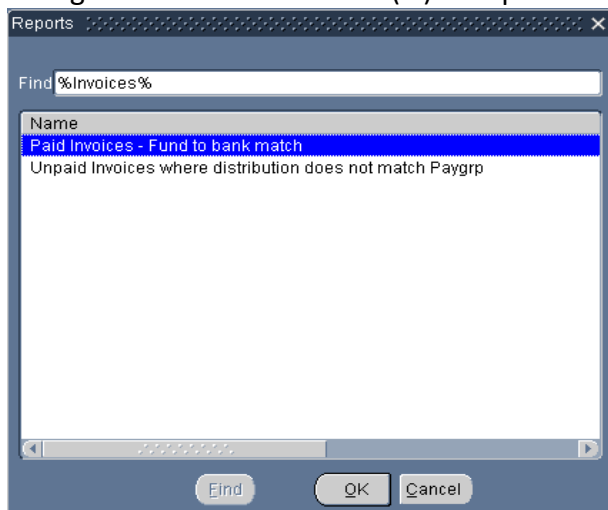 Reports
Find %Invoices%
Name
Paid Invoices - Fund to bank match
Unpaid Invoices where distribution does not match Paygrp
Find OK Cancel